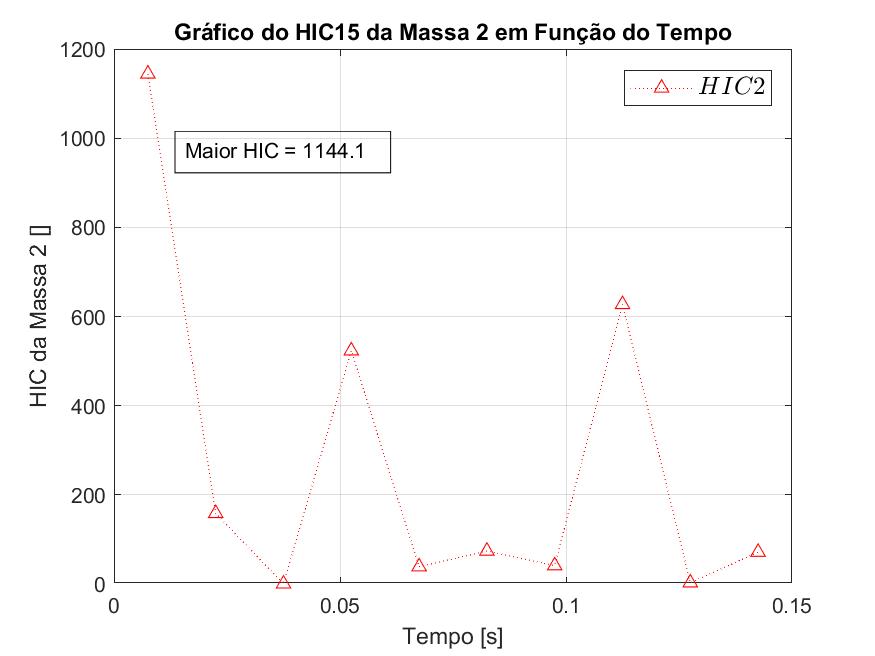 Gráfico do HIC15 da Massa 2 em Função do Tempo
1200
1000
800
600
400
200
0
HIC da Massa 2 []
HIC2
Maior HIC = 1144.1
0
0.05
0.1
0.15
Tempo [s]